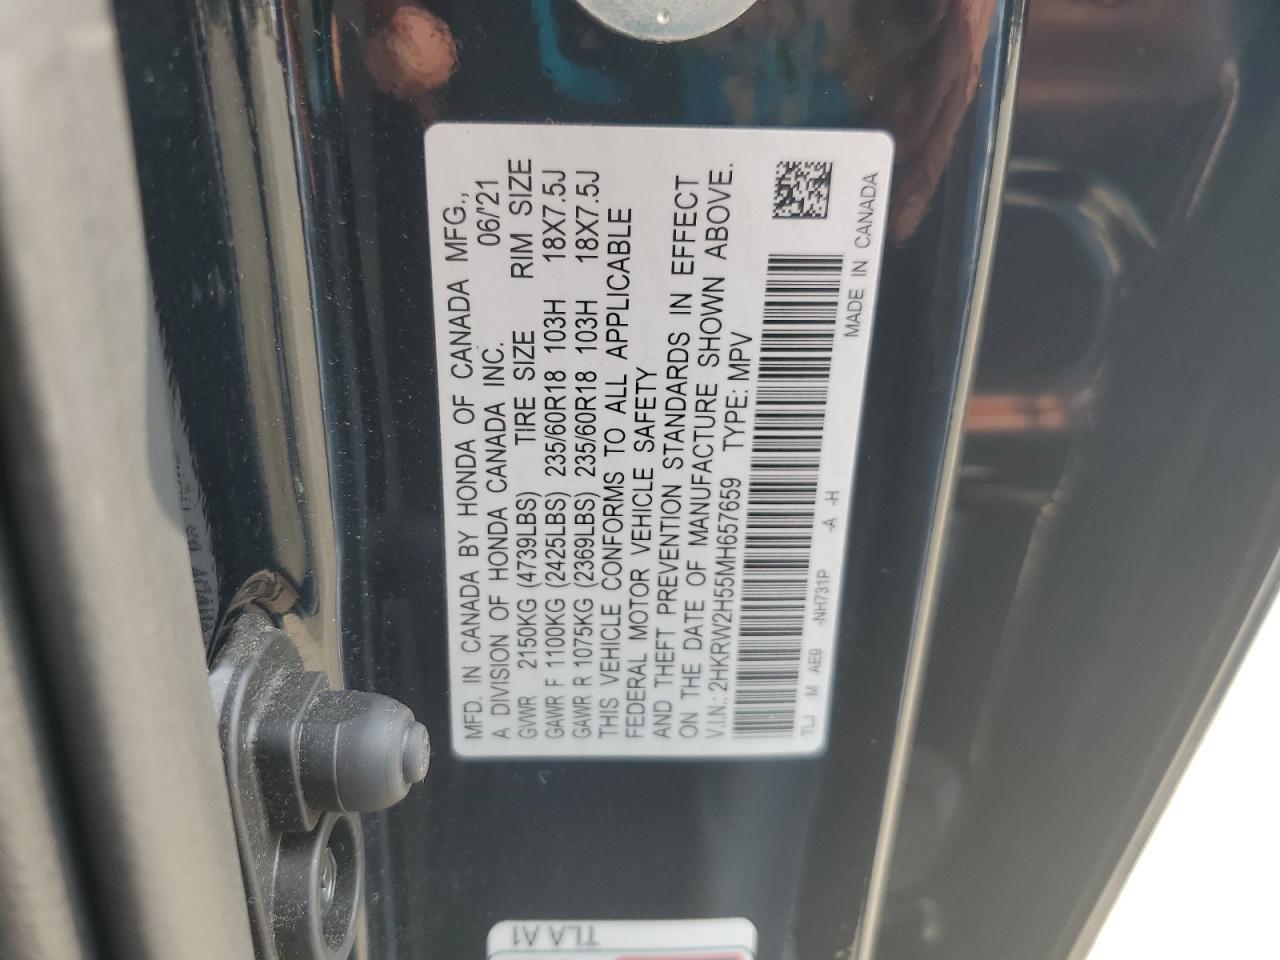 MFD. IN CANADA BY HONDA OF CANADA MFG.,
A DIVISION OF HONDA CANADA INC. 06/'21
GVWR 2150KG (4739LBS) TIRE SIZE RIM SIZE
GAWR F 1100KG (2425LBS) 235/60R18 103H 18X7.5J
GAWR R 1075KG (2369LBS) 235/60R18 103H 18X7.5J
THIS VEHICLE CONFORMS TO ALL APPLICABLE
FEDERAL MOTOR VEHICLE SAFETY
AND THEFT PREVENTION STANDARDS IN EFFECT
ON THE DATE OF MANUFACTURE SHOWN ABOVE.
V.I.N.: 2HKRW2H55MH657659 TYPE: MPV
TLJ M AE9 -NH731P -A -H
MADE IN CANADA
TLA A1